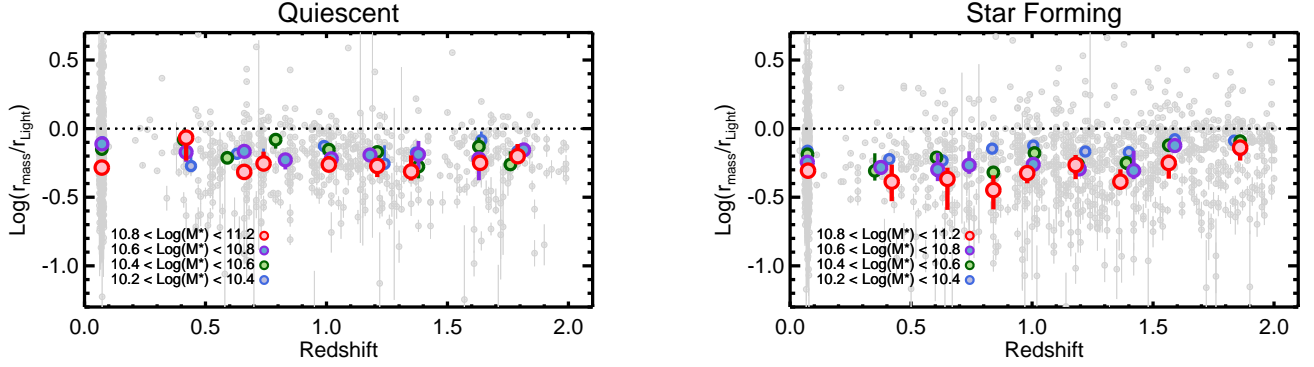 Quiescent
Log(r_mass/r_Light)
0.5
0.0
-0.5
-1.0
10.8 < Log(M*) < 11.2
10.6 < Log(M*) < 10.8
10.4 < Log(M*) < 10.6
10.2 < Log(M*) < 10.4
0.0 0.5 1.0 1.5 2.0
Redshift
Star Forming
Log(r_mass/r_Light)
0.5
0.0
-0.5
-1.0
10.8 < Log(M*) < 11.2
10.6 < Log(M*) < 10.8
10.4 < Log(M*) < 10.6
10.2 < Log(M*) < 10.4
0.0 0.5 1.0 1.5 2.0
Redshift